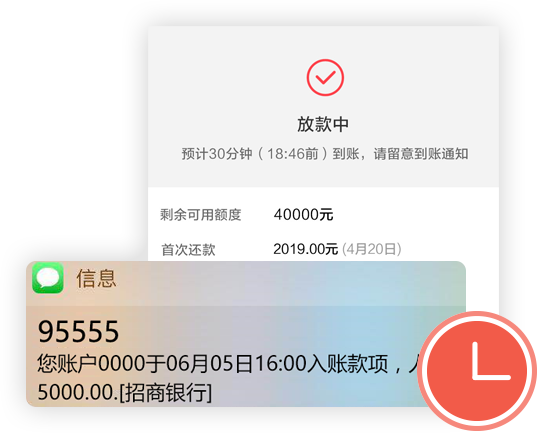 放款中
预计30分钟（18:46前）到账，请留意到账通知
剩余可用额度 40000元
首次还款 2019.00元 (4月20日)
信息
95555
您账户0000于06月05日16:00入账款项，人
5000.00.[招商银行]